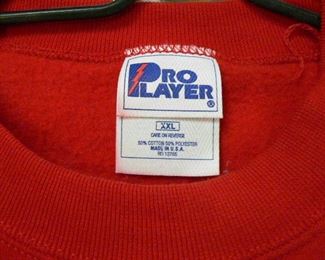 PRO
PLAYER®
XXL
CARE ON REVERSE
50% COTTON 50% POLYESTER
MADE IN U.S.A.